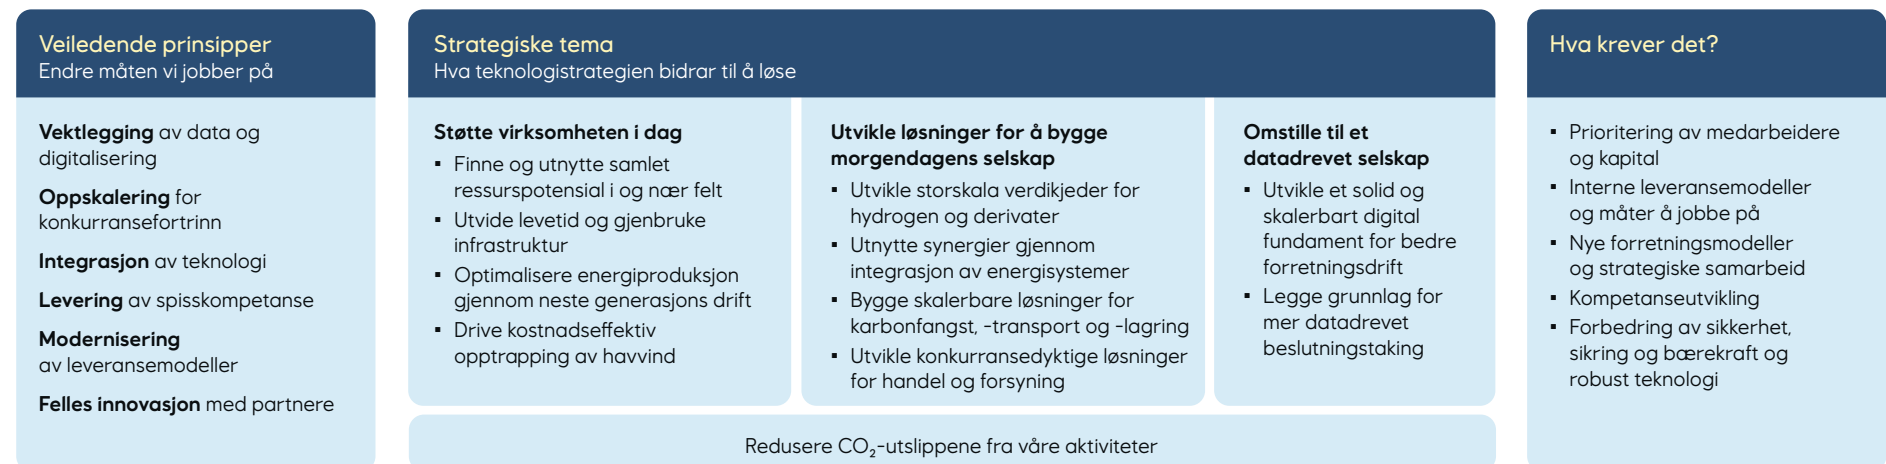 Veiledende prinsipper
Endre måten vi jobber på
Vektlegging av data og
digitalisering
Oppskalering for
konkurransefortrinn
Integrasjon av teknologi
Levering av spisskompetanse
Modernisering
av leveransemodeller
Felles innovasjon med partnere
Strategiske tema
Hva teknologistrategien bidrar til å løse
Støtte virksomheten i dag
▪ Finne og utnytte samlet
ressurspotensial i og nær felt
▪ Utvide levetid og gjenbruke
infrastruktur
▪ Optimalisere energiproduksjon
gjennom neste generasjons drift
▪ Drive kostnadseffektiv
opptrapping av havvind
Utvikle løsninger for å bygge
morgendagens selskap
▪ Utvikle storskala verdikjeder for
hydrogen og derivater
▪ Utnytte synergier gjennom
integrasjon av energisystemer
▪ Bygge skalerbare løsninger for
karbonfangst, -transport og -lagring
▪ Utvikle konkurransedyktige løsninger
for handel og forsyning
Omstille til et
datadrevet selskap
▪ Utvikle et solid og
skalerbart digital
fundament for bedre
forretningsdrift
▪ Legge grunnlag for
mer datadrevet
beslutningstaking
Redusere CO₂-utslippene fra våre aktiviteter
Hva krever det?
▪ Prioritering av medarbeidere
og kapital
▪ Interne leveransemodeller
og måter å jobbe på
▪ Nye forretningsmodeller
og strategiske samarbeid
▪ Kompetanseutvikling
▪ Forbedring av sikkerhet,
sikring og bærekraft og
robust teknologi